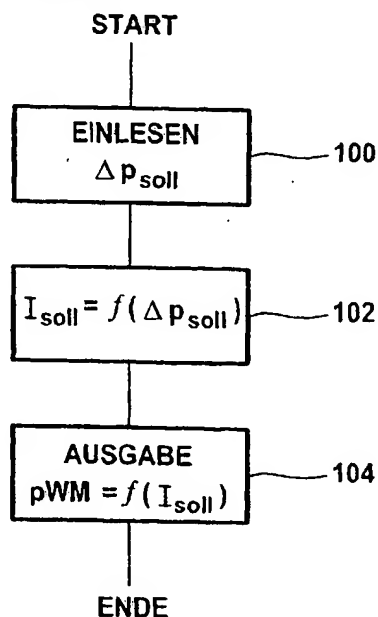 START
EINLESEN
Δ p_soll
100
I_soll = f(Δ p_soll)
102
AUSGABE
pWM = f(I_soll)
104
ENDE